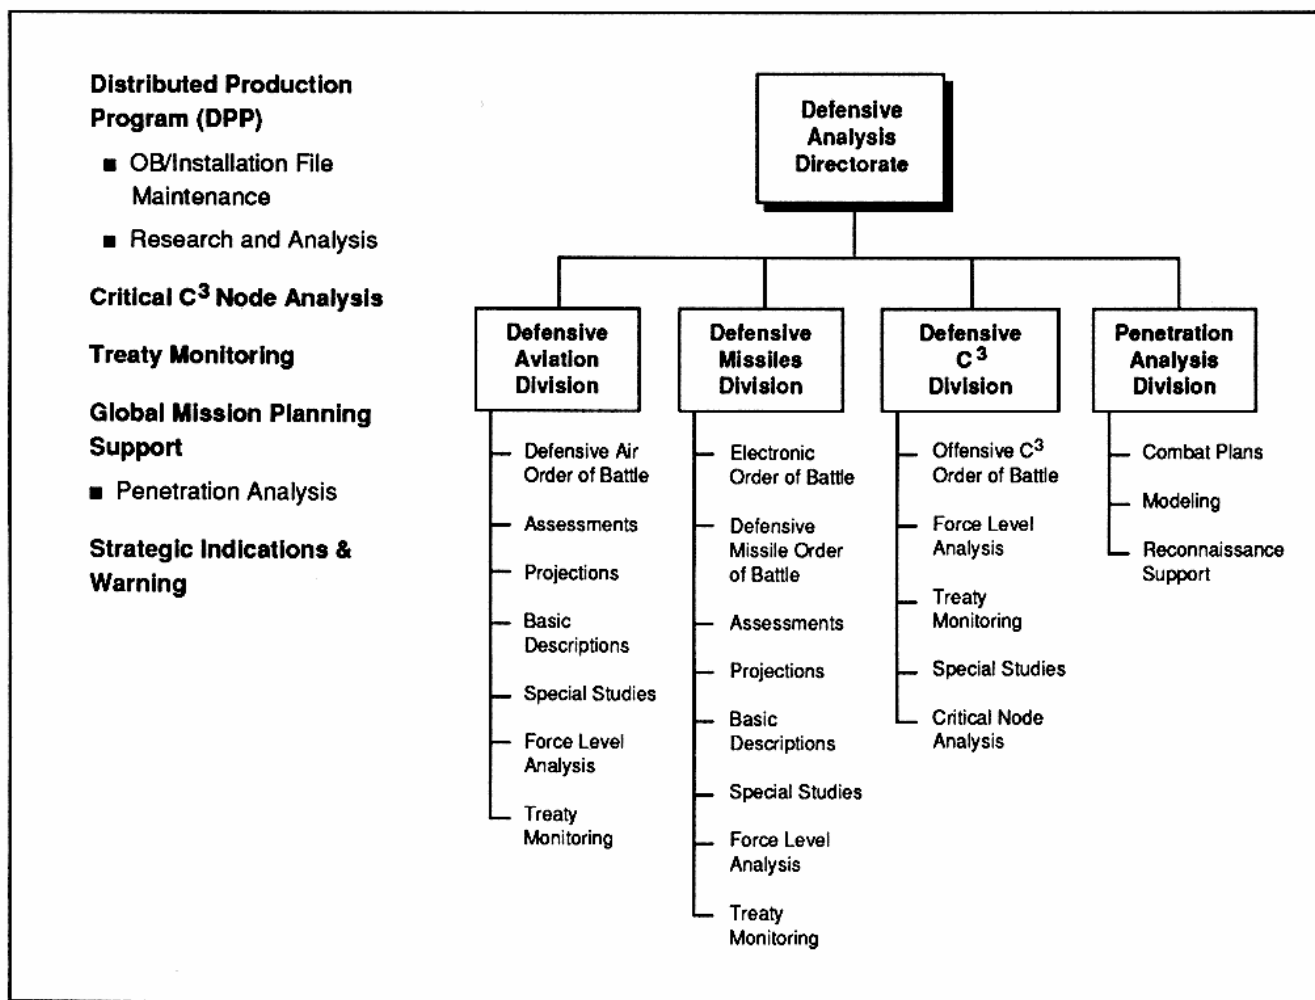 Distributed Production
Program (DPP)
■ OB/Installation File
Maintenance
■ Research and Analysis
Critical C³ Node Analysis
Treaty Monitoring
Global Mission Planning
Support
■ Penetration Analysis
Strategic Indications &
Warning
Defensive
Analysis
Directorate
Defensive
Aviation
Division
Defensive Air
Order of Battle
Assessments
Projections
Basic
Descriptions
Special Studies
Force Level
Analysis
Treaty
Monitoring
Defensive
Missiles
Division
Electronic
Order of Battle
Defensive
Missile Order
of Battle
Assessments
Projections
Basic
Descriptions
Special Studies
Force Level
Analysis
Treaty
Monitoring
Defensive
C³
Division
Offensive C³
Order of Battle
Force Level
Analysis
Treaty
Monitoring
Special Studies
Critical Node
Analysis
Penetration
Analysis
Division
Combat Plans
Modeling
Reconnaissance
Support